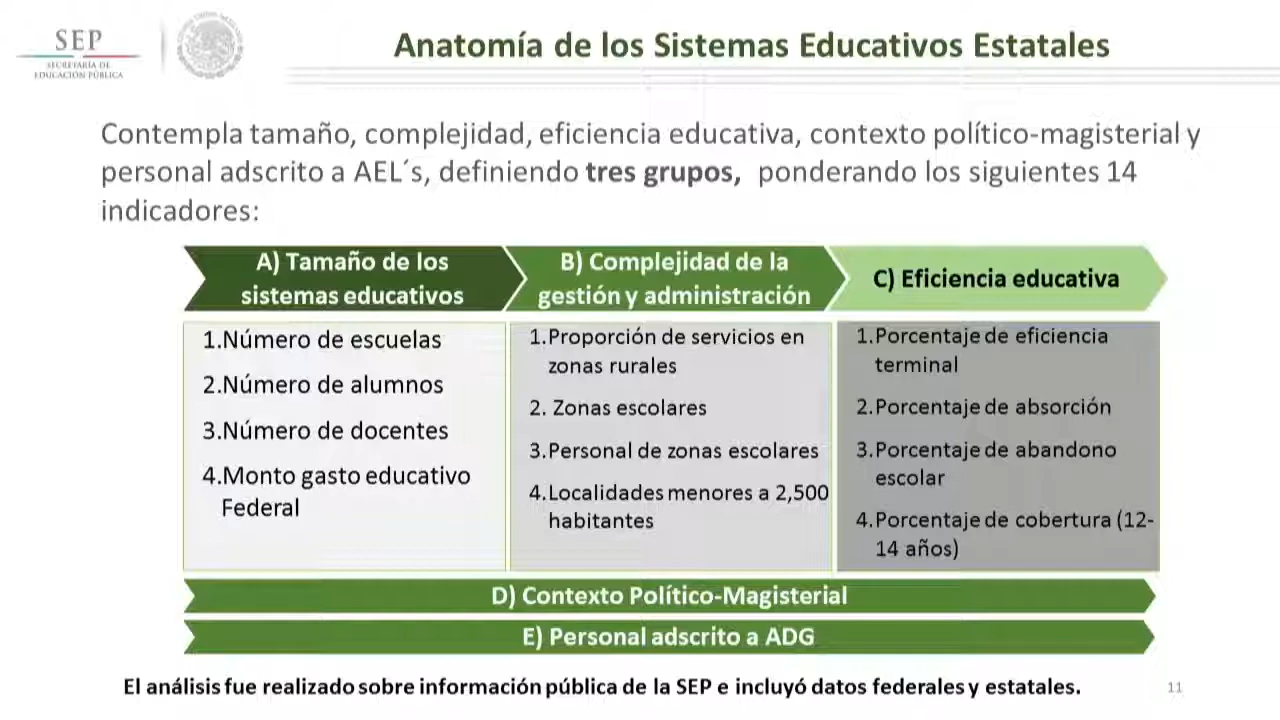 SEP
SECRETARÍA DE
EDUCACIÓN PÚBLICA
Anatomía de los Sistemas Educativos Estatales
Contempla tamaño, complejidad, eficiencia educativa, contexto político-magisterial y
personal adscrito a AEL´s, definiendo tres grupos, ponderando los siguientes 14
indicadores:
A) Tamaño de los
sistemas educativos
1.Número de escuelas
2.Número de alumnos
3.Número de docentes
4.Monto gasto educativo
Federal
B) Complejidad de la
gestión y administración
1.Proporción de servicios en
zonas rurales
2. Zonas escolares
3.Personal de zonas escolares
4.Localidades menores a 2,500
habitantes
C) Eficiencia educativa
1.Porcentaje de eficiencia
terminal
2.Porcentaje de absorción
3.Porcentaje de abandono
escolar
4.Porcentaje de cobertura (12-
14 años)
D) Contexto Político-Magisterial
E) Personal adscrito a ADG
El análisis fue realizado sobre información pública de la SEP e incluyó datos federales y estatales.
11